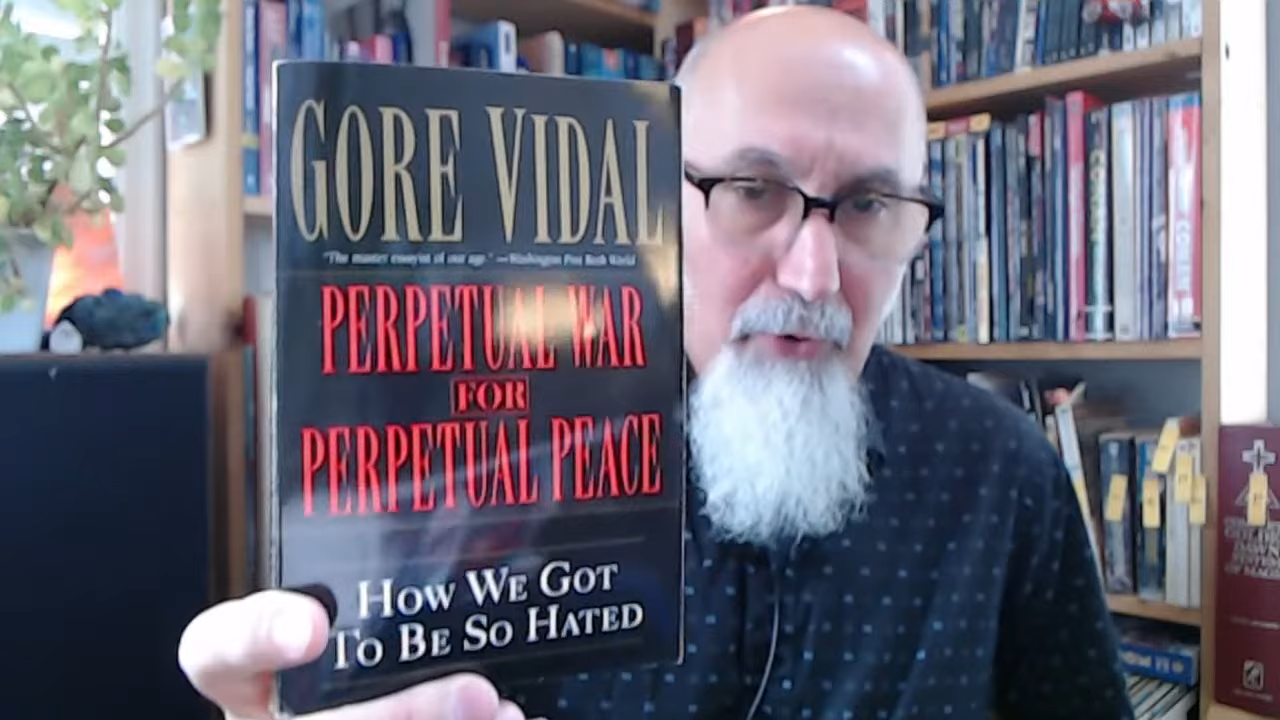 GORE VIDAL
"The master essayist of our age." —Washington Post Book World
PERPETUAL WAR
FOR
PERPETUAL PEACE
HOW WE GOT
TO BE SO HATED